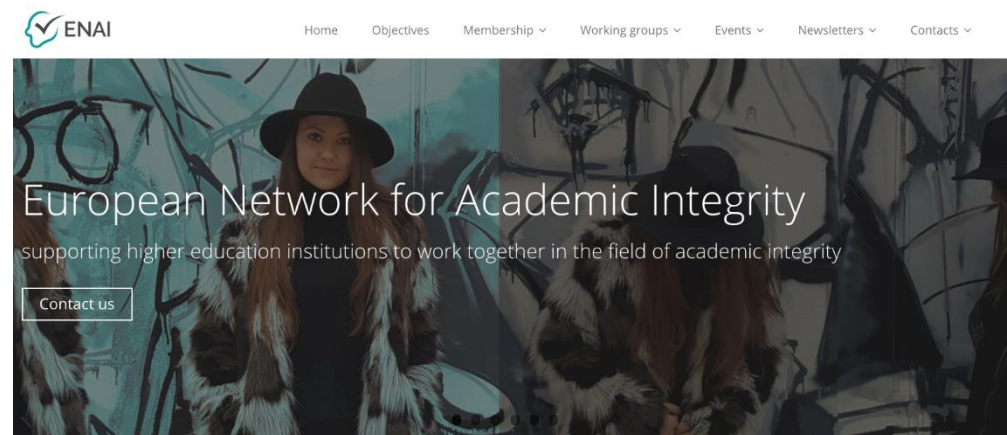 ENAI
Home Objectives Membership Working groups Events Newsletters Contacts
European Network for Academic Integrity
supporting higher education institutions to work together in the field of academic integrity
Contact us